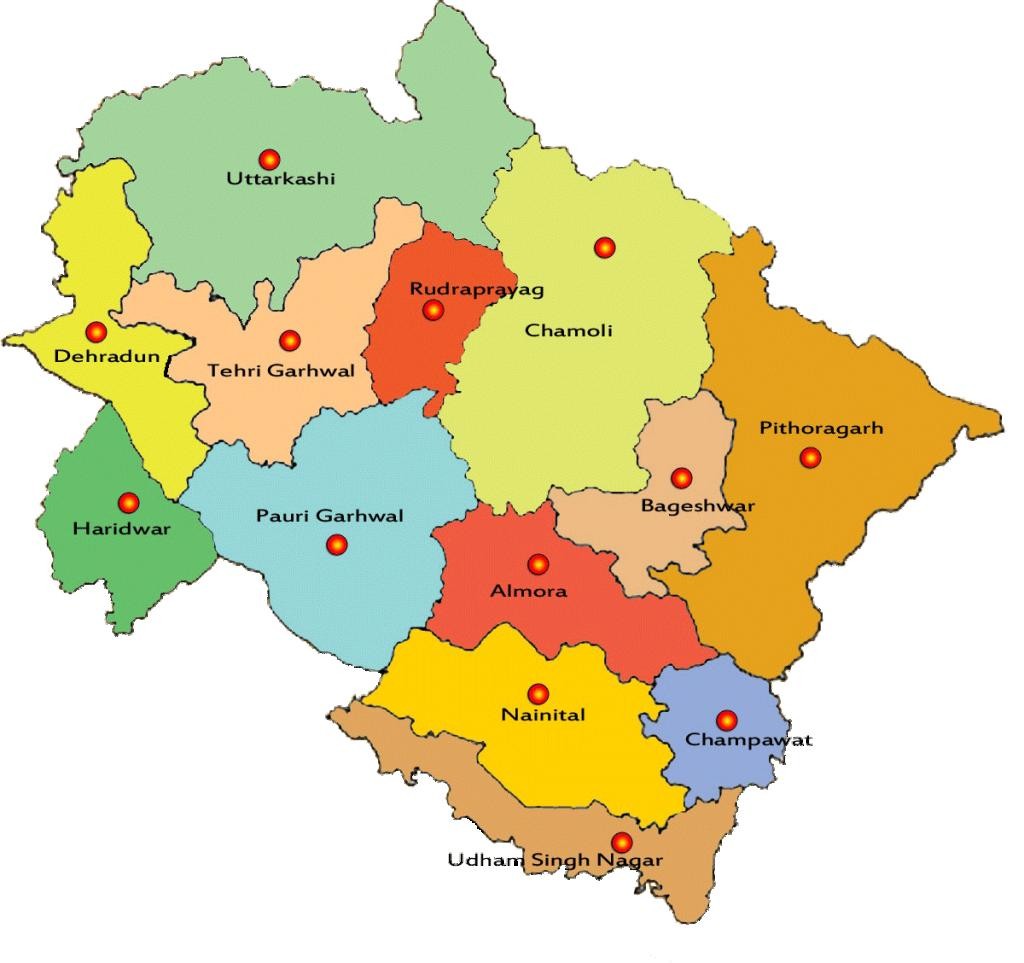 Uttarkashi
Rudraprayag
Chamoli
Dehradun
Tehri Garhwal
Pithoragarh
Bageshwar
Pauri Garhwal
Haridwar
Almora
Nainital
Champawat
Udham Singh Nagar